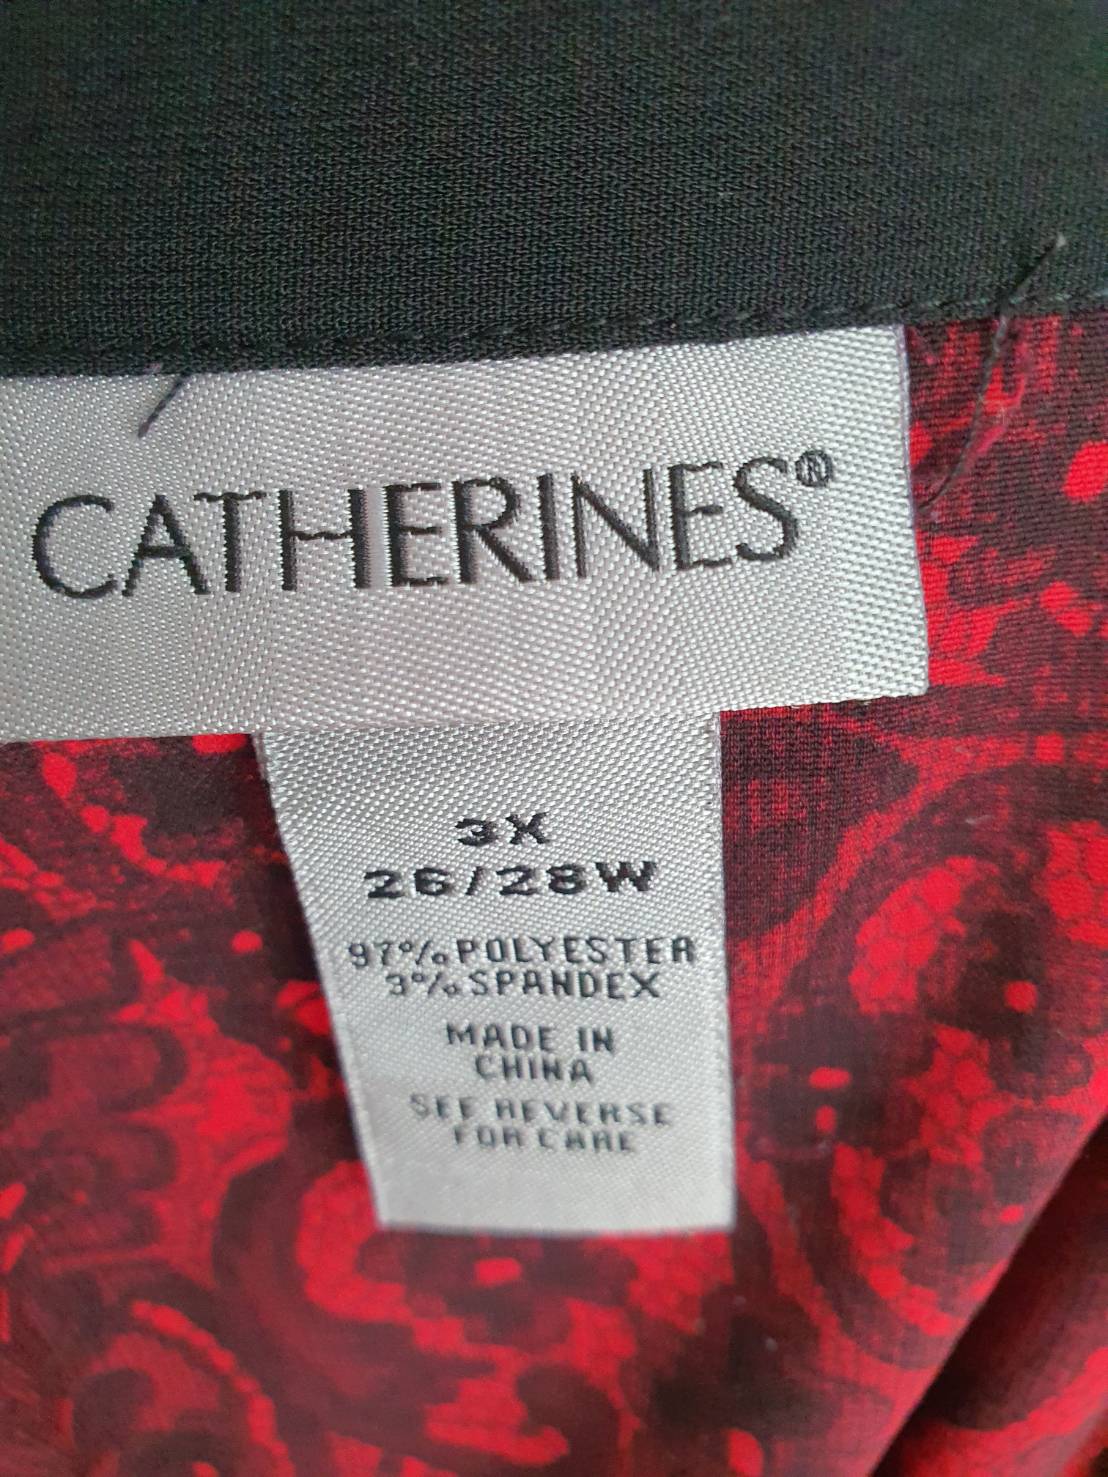 CATHERINES®
3X
26/28W
97% POLYESTER
3% SPANDEX
MADE IN
CHINA
SEE REVERSE
FOR CARE